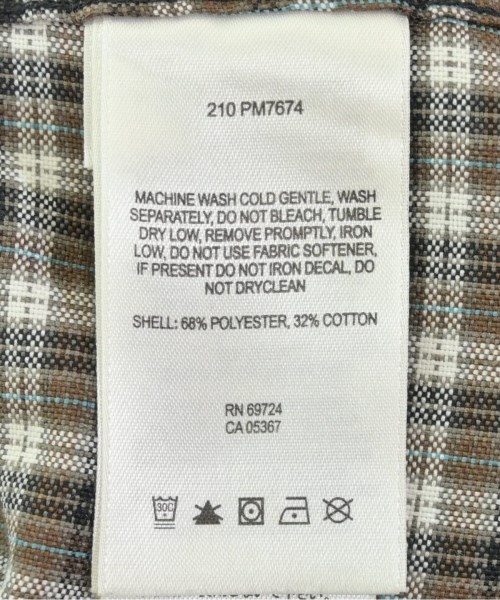 210 PM7674
MACHINE WASH COLD GENTLE, WASH
SEPARATELY, DO NOT BLEACH, TUMBLE
DRY LOW, REMOVE PROMPTLY, IRON
LOW, DO NOT USE FABRIC SOFTENER,
IF PRESENT DO NOT IRON DECAL, DO
NOT DRYCLEAN
SHELL: 68% POLYESTER, 32% COTTON
RN 69724
CA 05367
30C